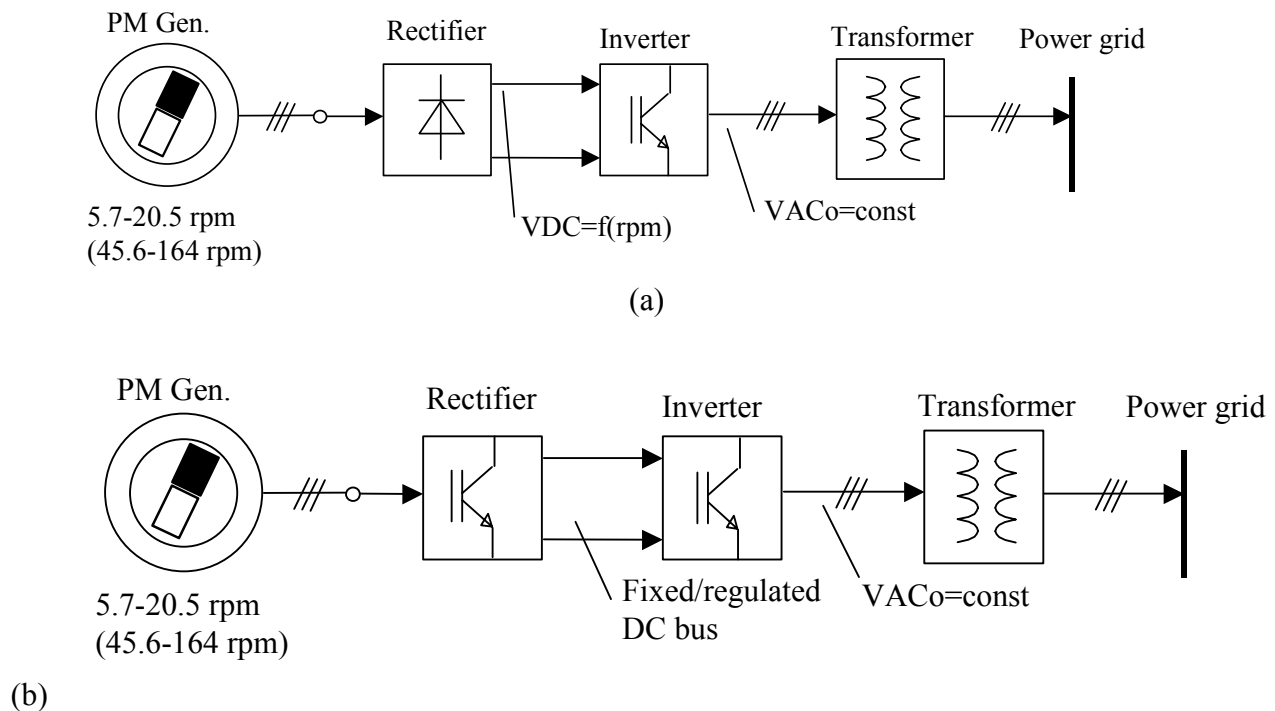 PM Gen.
Rectifier
Inverter
Transformer
Power grid
5.7-20.5 rpm
(45.6-164 rpm)
VDC=f(rpm)
VACo=const
(a)
PM Gen.
Rectifier
Inverter
Transformer
Power grid
5.7-20.5 rpm
(45.6-164 rpm)
Fixed/regulated
DC bus
VACo=const
(b)